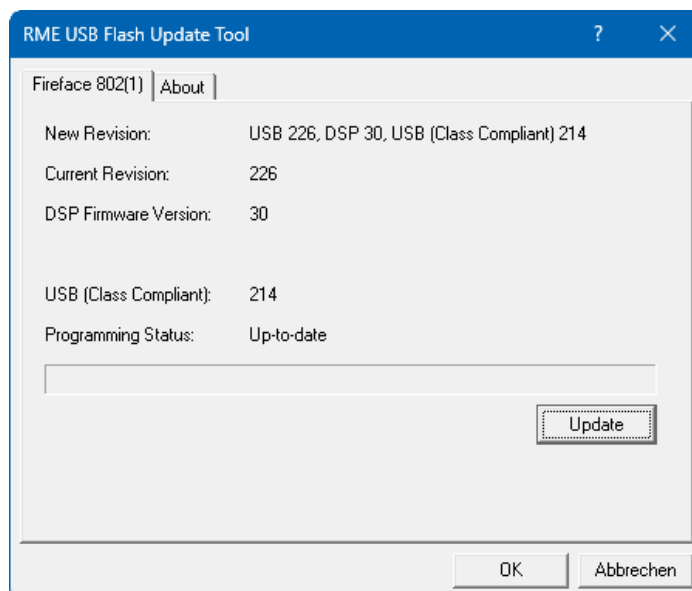 RME USB Flash Update Tool ?
Fireface 802(1) About
New Revision: USB 226, DSP 30, USB (Class Compliant) 214
Current Revision: 226
DSP Firmware Version: 30
USB (Class Compliant): 214
Programming Status: Up-to-date
Update
OK Abbrechen